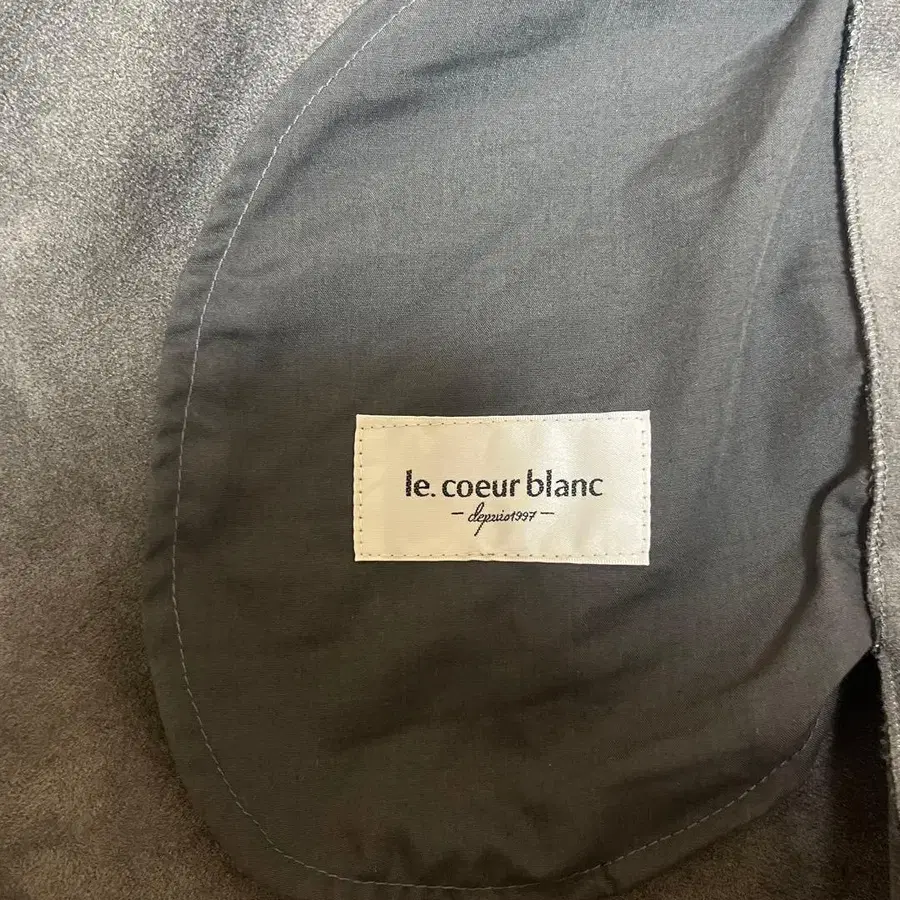 le. coeur blanc
- depuis1997 -